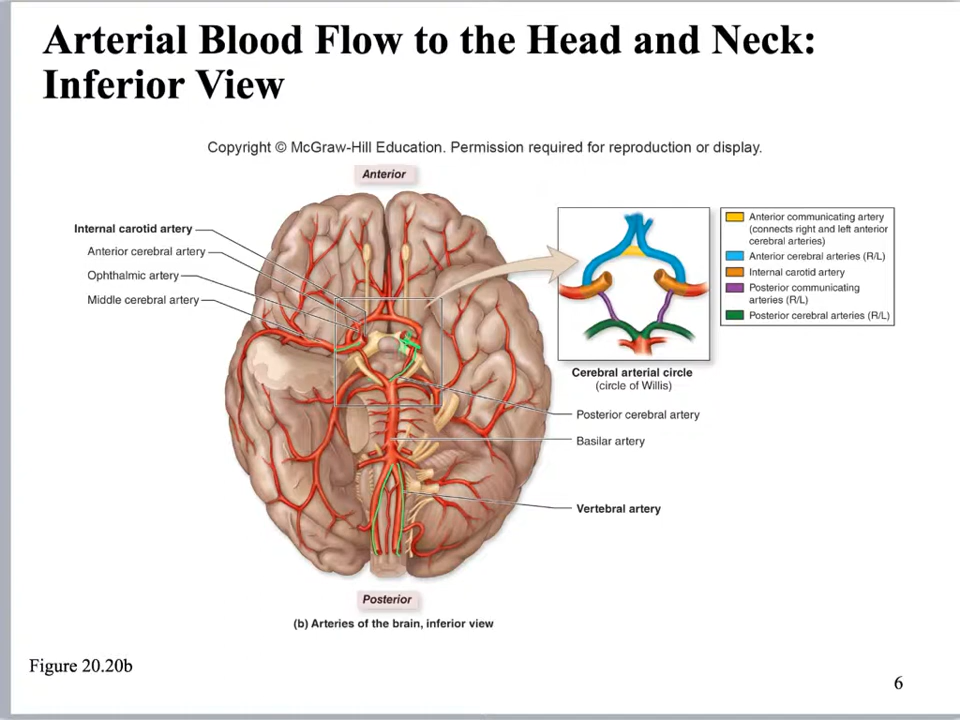 Arterial Blood Flow to the Head and Neck:
Inferior View
Copyright © McGraw-Hill Education. Permission required for reproduction or display.
Anterior
Internal carotid artery
Anterior cerebral artery
Ophthalmic artery
Middle cerebral artery
Anterior communicating artery
(connects right and left anterior
cerebral arteries)
Anterior cerebral arteries (R/L)
Internal carotid artery
Posterior communicating
arteries (R/L)
Posterior cerebral arteries (R/L)
Cerebral arterial circle
(circle of Willis)
Posterior cerebral artery
Basilar artery
Vertebral artery
Posterior
(b) Arteries of the brain, inferior view
Figure 20.20b
6